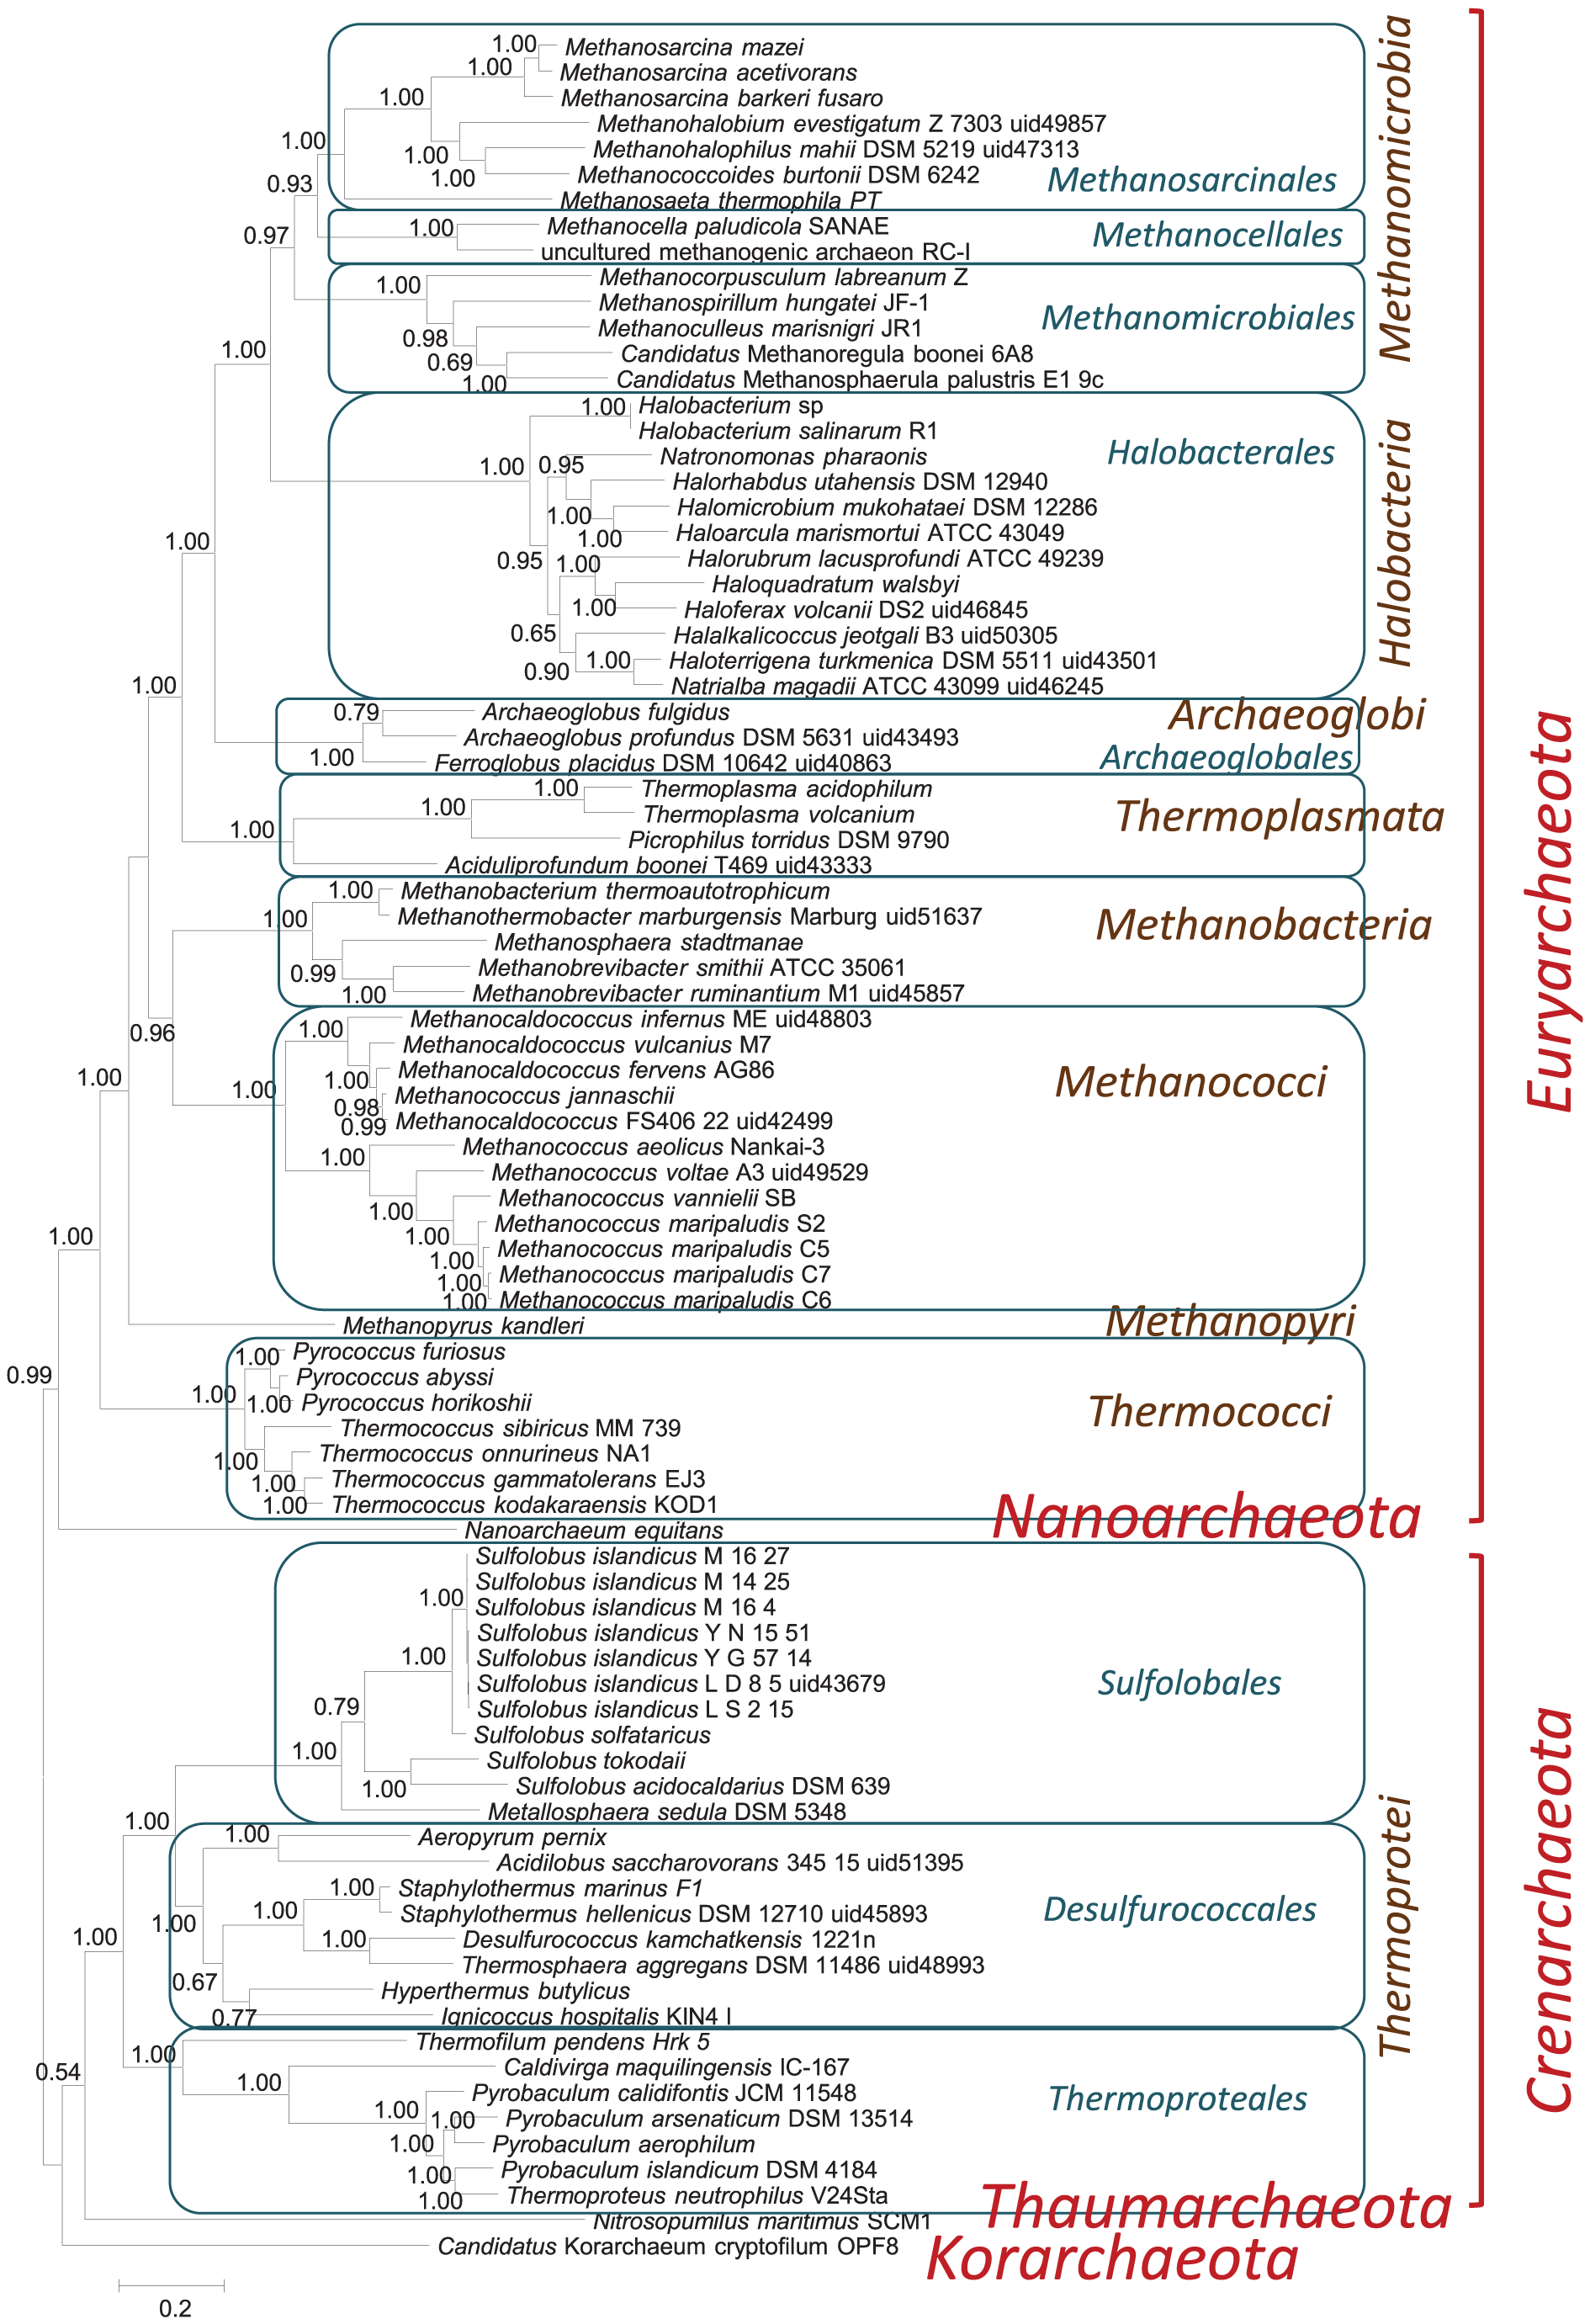 1.00
Methanosarcina mazei
1.00
Methanosarcina acetivorans
1.00
Methanosarcina barkeri fusaro
Methanohalobium evestigatum Z 7303 uid49857
1.00
Methanohalophilus mahii DSM 5219 uid47313
1.00
1.00
Methanococcoides burtonii DSM 6242
Methanosarcinales
0.93
Methanosaeta thermophila PT
Methanomicrobia
1.00
Methanocella paludicola SANAE
Methanocellales
0.97
uncultured methanogenic archaeon RC-I
1.00
Methanocorpusculum labreanum Z
Methanospirillum hungatei JF-1
Methanomicrobiales
0.98
Methanoculleus marisnigri JR1
1.00
0.69
Candidatus Methanoregula boonei 6A8
1.00
Candidatus Methanosphaerula palustris E1 9c
1.00
Halobacterium sp
Halobacterium salinarum R1
Halobacterales
1.00
0.95
Natronomonas pharaonis
Halorhabdus utahensis DSM 12940
1.00
Halomicrobium mukohataei DSM 12286
1.00
Haloarcula marismortui ATCC 43049
Halobacteria
1.00
0.95
1.00
Halorubrum lacusprofundi ATCC 49239
Haloquadratum walsbyi
1.00
Haloferax volcanii DS2 uid46845
0.65
Halalkalicoccus jeotgali B3 uid50305
1.00
Haloterrigena turkmenica DSM 5511 uid43501
0.90
Natrialba magadii ATCC 43099 uid46245
1.00
0.79
Archaeoglobus fulgidus
Archaeoglobi
Archaeoglobus profundus DSM 5631 uid43493
1.00
Ferroglobus placidus DSM 10642 uid40863
Archaeoglobales
1.00
Thermoplasma acidophilum
1.00
Thermoplasma volcanium
Thermoplasmata
1.00
Picrophilus torridus DSM 9790
Aciduliprofundum boonei T469 uid43333
Euryarchaeota
1.00
Methanobacterium thermoautotrophicum
1.00
Methanothermobacter marburgensis Marburg uid51637
Methanobacteria
Methanosphaera stadtmanae
0.99
Methanobrevibacter smithii ATCC 35061
1.00
Methanobrevibacter ruminantium M1 uid45857
0.96
1.00
Methanocaldococcus infernus ME uid48803
Methanocaldococcus vulcanius M7
1.00
1.00
1.00
Methanocaldococcus fervens AG86
Methanococci
0.98
Methanococcus jannaschii
0.99
Methanocaldococcus FS406 22 uid42499
1.00
Methanococcus aeolicus Nankai-3
Methanococcus voltae A3 uid49529
1.00
Methanococcus vannielii SB
1.00
1.00
Methanococcus maripaludis S2
1.00
Methanococcus maripaludis C5
1.00
Methanococcus maripaludis C7
1.00
Methanococcus maripaludis C6
Methanopyrus kandleri
Methanopyri
0.99
1.00
Pyrococcus furiosus
Pyrococcus abyssi
1.00
1.00
Pyrococcus horikoshii
Thermococci
Thermococcus sibiricus MM 739
1.00
Thermococcus onnurineus NA1
1.00
Thermococcus gammatolerans EJ3
1.00
Thermococcus kodakaraensis KOD1
Nanoarchaeum equitans
Nanoarchaeota
Sulfolobus islandicus M 16 27
Sulfolobus islandicus M 14 25
1.00
Sulfolobus islandicus M 16 4
Sulfolobus islandicus Y N 15 51
1.00
Sulfolobus islandicus Y G 57 14
Sulfolobus islandicus L D 8 5 uid43679
Sulfolobales
0.79
Sulfolobus islandicus L S 2 15
Sulfolobus solfataricus
1.00
Sulfolobus tokodaii
1.00
Sulfolobus acidocaldarius DSM 639
Metallosphaera sedula DSM 5348
1.00
1.00
Aeropyrum pernix
Acidilobus saccharovorans 345 15 uid51395
1.00
Staphylothermus marinus F1
1.00
1.00
Staphylothermus hellenicus DSM 12710 uid45893
Desulfurococcales
1.00
1.00
Desulfurococcus kamchatkensis 1221n
Thermosphaera aggregans DSM 11486 uid48993
0.67
Hyperthermus butylicus
0.77
Ignicoccus hospitalis KIN4 I
Thermoprotei
Crenarchaeota
1.00
Thermofilum pendens Hrk 5
0.54
1.00
Caldivirga maquilingensis IC-167
Pyrobaculum calidifontis JCM 11548
Thermoproteales
1.00
1.00
Pyrobaculum arsenaticum DSM 13514
1.00
Pyrobaculum aerophilum
1.00
Pyrobaculum islandicum DSM 4184
1.00
Thermoproteus neutrophilus V24Sta
Thaumarchaeota
Nitrosopumilus maritimus SCM1
Candidatus Korarchaeum cryptofilum OPF8
Korarchaeota
0.2